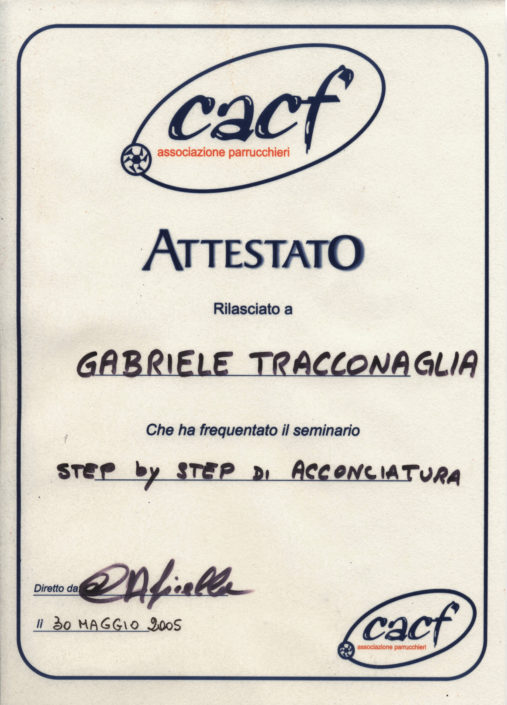 cacf
associazione parrucchieri
ATTESTATO
Rilasciato a
GABRIELE TRACCONAGLIA
Che ha frequentato il seminario
STEP by STEP DI ACCONCIATURA
Diretto da
li 30 MAGGIO 2005
cacf
associazione parrucchieri